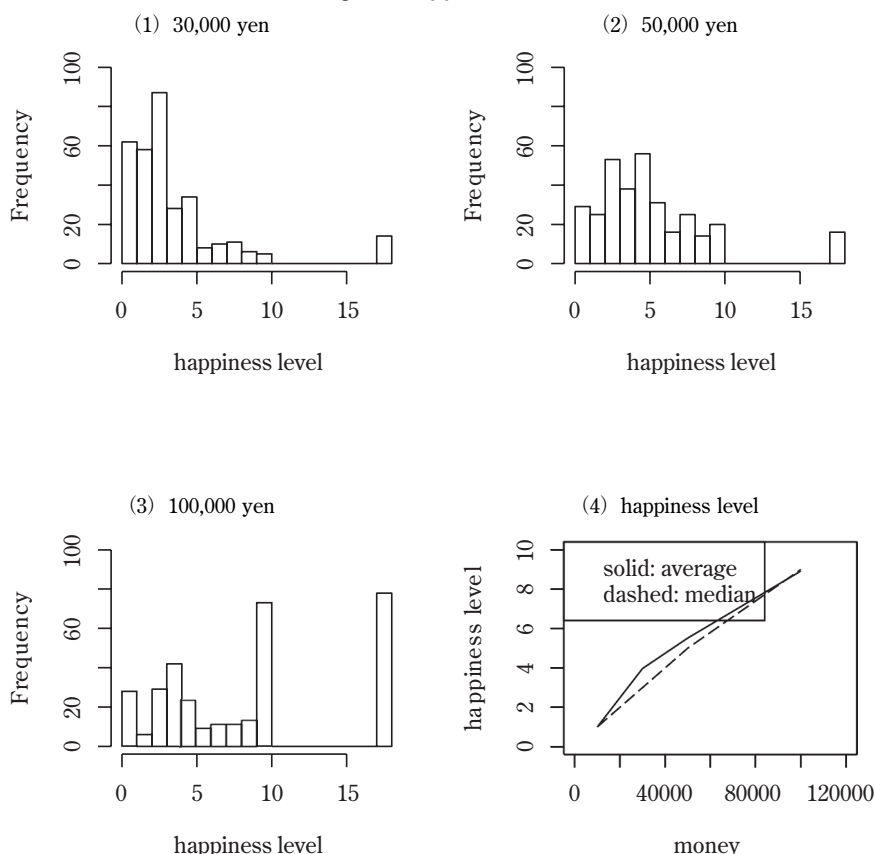 (1) 30,000 yen
Frequency
0 20 60 100
0 5 10 15
happiness level
(2) 50,000 yen
Frequency
0 20 60 100
0 5 10 15
happiness level
(3) 100,000 yen
Frequency
0 20 60 100
0 5 10 15
happiness level
(4) happiness level
happiness level
0 2 4 6 8 10
solid: average
dashed: median
0 40000 80000 120000
money